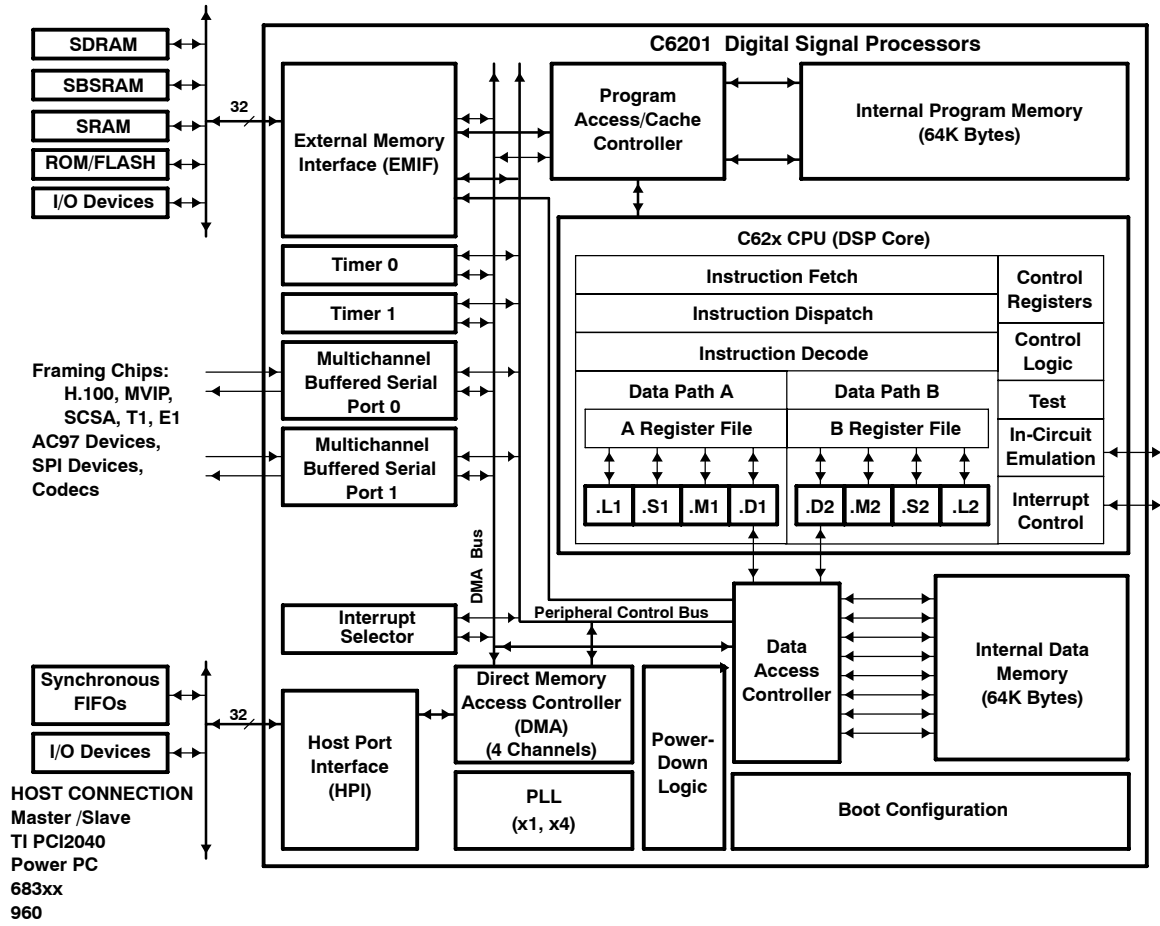 C6201 Digital Signal Processors
SDRAM
SBSRAM
SRAM
ROM/FLASH
I/O Devices
32
External Memory
Interface (EMIF)
Program
Access/Cache
Controller
Internal Program Memory
(64K Bytes)
Timer 0
Timer 1
Framing Chips:
H.100, MVIP,
SCSA, T1, E1
AC97 Devices,
SPI Devices,
Codecs
Multichannel
Buffered Serial
Port 0
Multichannel
Buffered Serial
Port 1
C62x CPU (DSP Core)
Instruction Fetch
Instruction Dispatch
Instruction Decode
Control
Registers
Control
Logic
Test
In-Circuit
Emulation
Interrupt
Control
Data Path A
A Register File
.L1 .S1 .M1 .D1
Data Path B
B Register File
.D2 .M2 .S2 .L2
DMA Bus
Interrupt
Selector
Peripheral Control Bus
Data
Access
Controller
Internal Data
Memory
(64K Bytes)
Synchronous
FIFOs
I/O Devices
32
Host Port
Interface
(HPI)
Direct Memory
Access Controller
(DMA)
(4 Channels)
PLL
(x1, x4)
Power-
Down
Logic
Boot Configuration
HOST CONNECTION
Master /Slave
TI PCI2040
Power PC
683xx
960